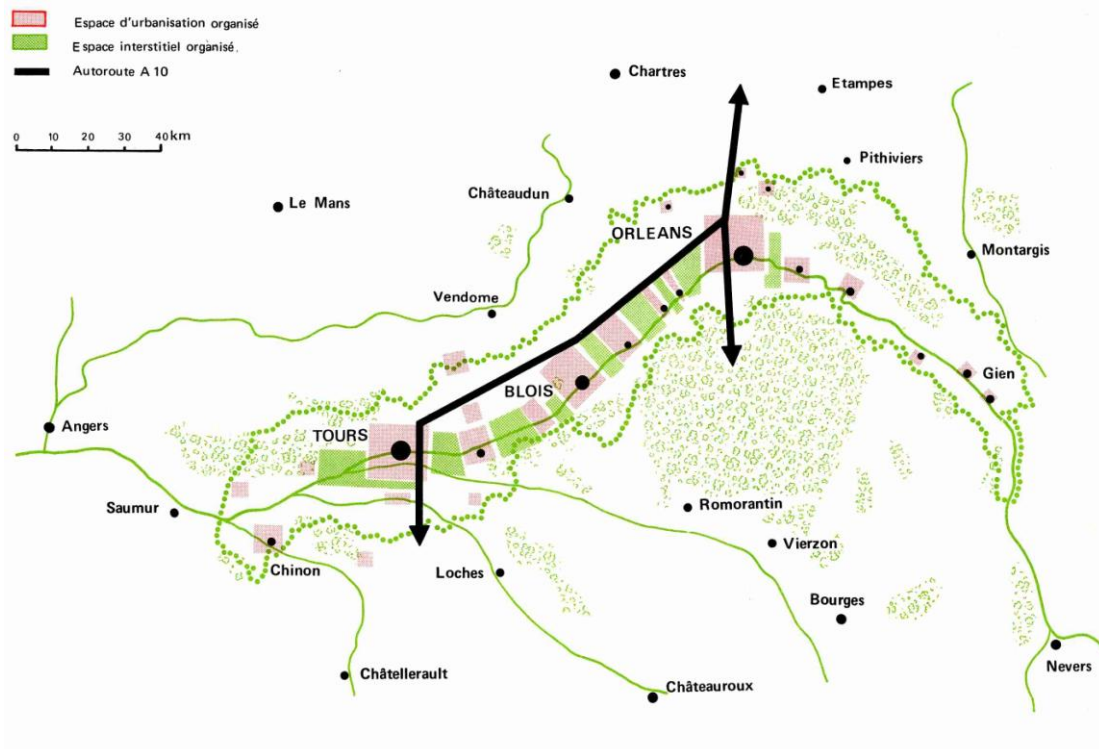 Espace d'urbanisation organisé
Espace interstitiel organisé.
Autoroute A 10
0 10 20 30 40 km
Chartres
Etampes
Pithiviers
Le Mans
Châteaudun
ORLEANS
Montargis
Vendome
BLOIS
Gien
Angers
TOURS
Saumur
Romorantin
Vierzon
Chinon
Loches
Bourges
Nevers
Châtellerault
Châteauroux